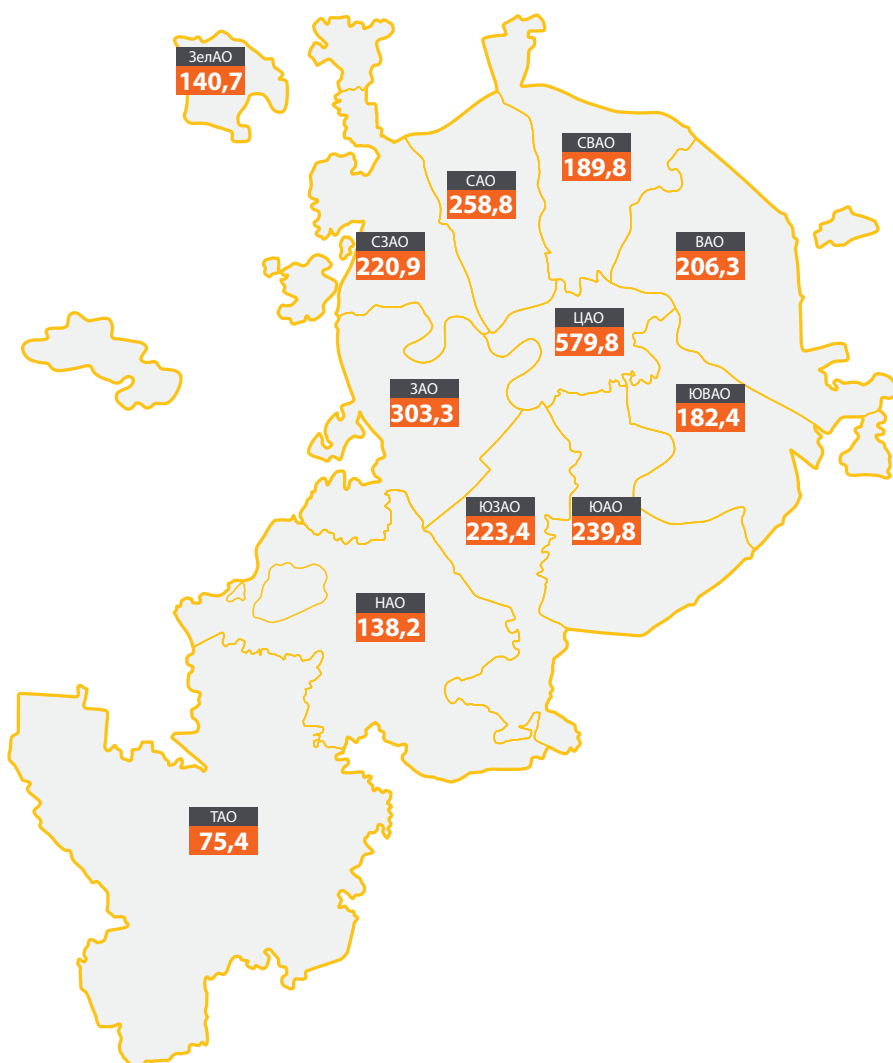 ЗелАО
140,7
СВАО
189,8
САО
258,8
СЗАО
220,9
ВАО
206,3
ЦАО
579,8
ЗАО
303,3
ЮВАО
182,4
ЮЗАО
223,4
ЮАО
239,8
НАО
138,2
ТАО
75,4